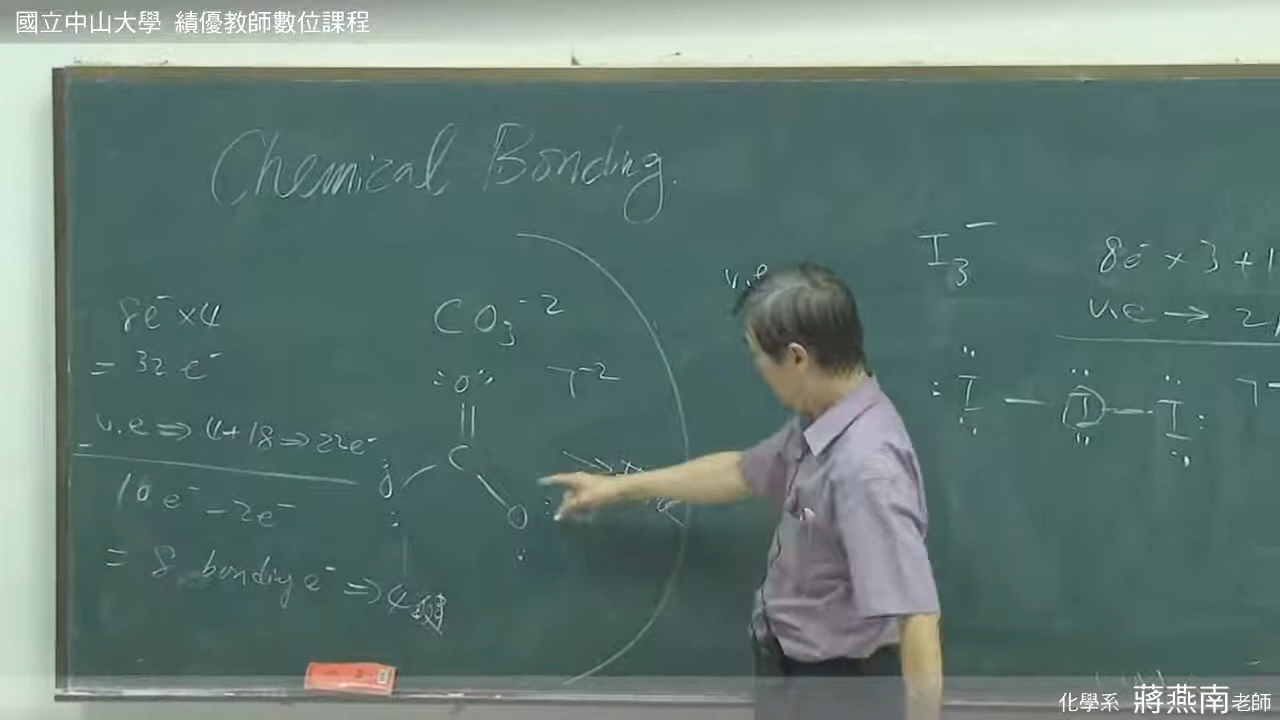 國立中山大學 績優教師數位課程
Chemical Bonding.
8e⁻×4
= 32e⁻
v.e ⇒ 4+18 ⇒ 22e⁻
10e⁻ - 2e⁻
= 8 bonding e⁻ ⇒ 4鍵
CO₃⁻²
O
C
O
v.e
I₃⁻
8e⁻ × 3 + 1
v.e →
I — I — I
化學系 蔣燕南老師